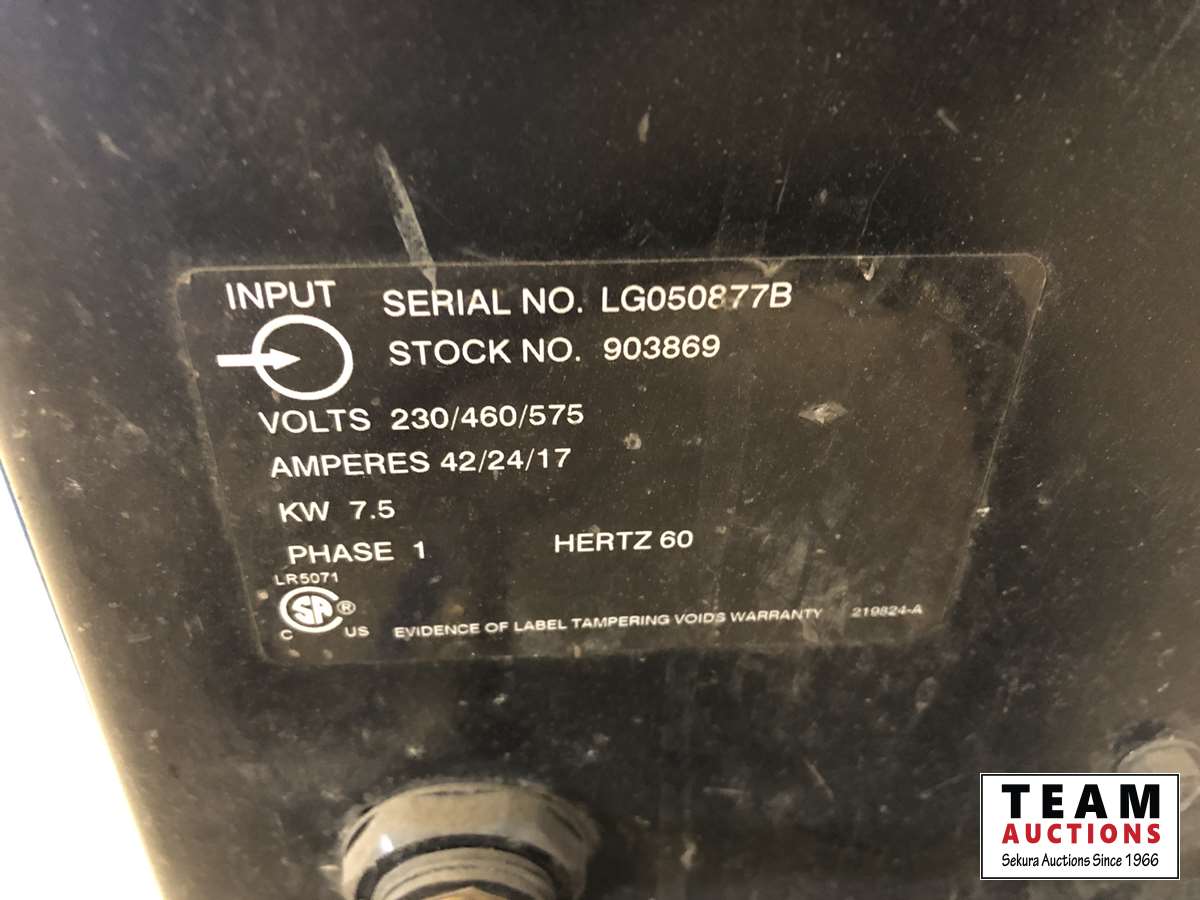 INPUT
SERIAL NO. LG050877B
STOCK NO. 903869
VOLTS 230/460/575
AMPERES 42/24/17
KW 7.5
PHASE 1 HERTZ 60
LR5071
SA ®
C US EVIDENCE OF LABEL TAMPERING VOIDS WARRANTY 219824-A
TEAM
AUCTIONS
Sekura Auctions Since 1966